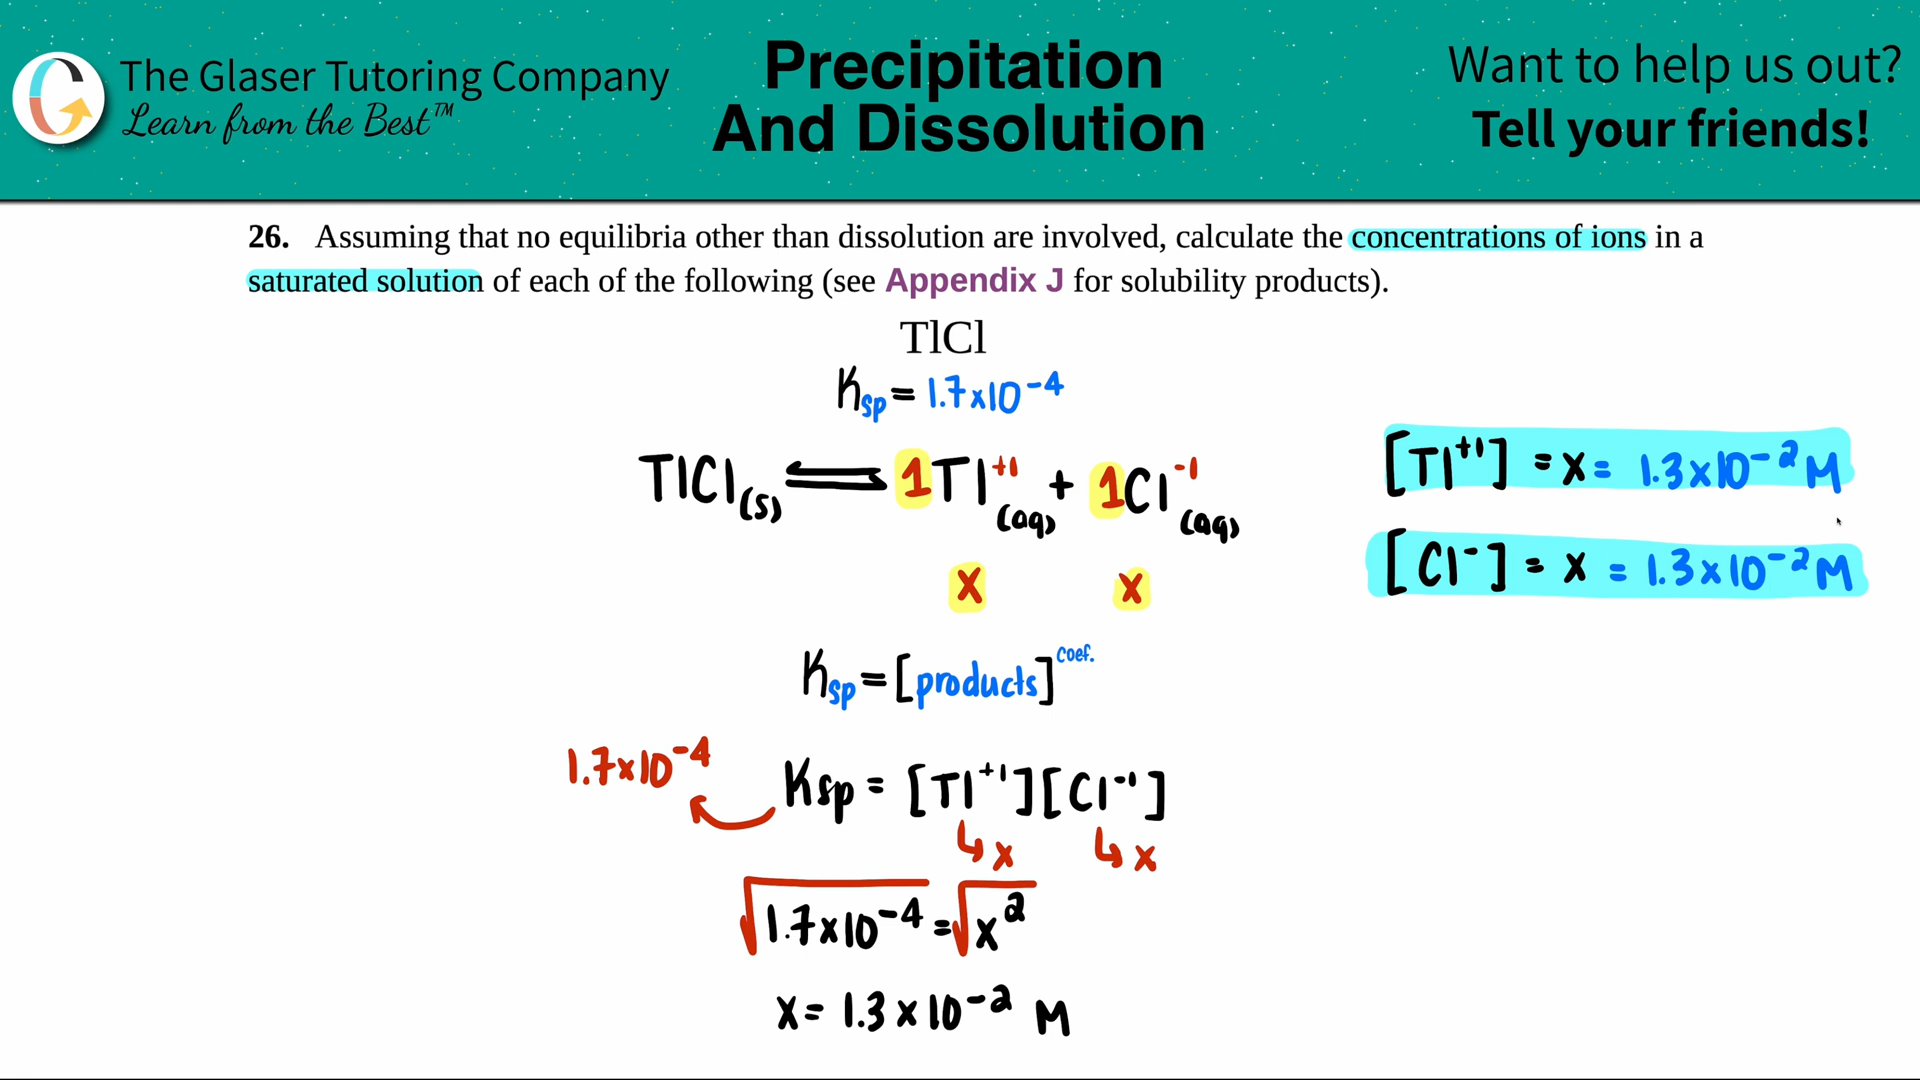 The Glaser Tutoring Company
Learn from the Best™
Precipitation
And Dissolution
Want to help us out?
Tell your friends!
26. Assuming that no equilibria other than dissolution are involved, calculate the concentrations of ions in a
saturated solution of each of the following (see Appendix J for solubility products).
TlCl
Ksp = 1.7x10⁻⁴
TlCl(s) ⇌ 1Tl⁺¹(aq) + 1Cl⁻¹(aq)
x x
Ksp = [products]ᶜᵒᵉᶠ·
1.7x10⁻⁴
Ksp = [Tl⁺¹][Cl⁻¹]
↳ x ↳ x
√1.7x10⁻⁴ = √x²
x = 1.3 x 10⁻² M
[Tl⁺¹] = x = 1.3x10⁻² M
[Cl⁻] = x = 1.3x10⁻² M